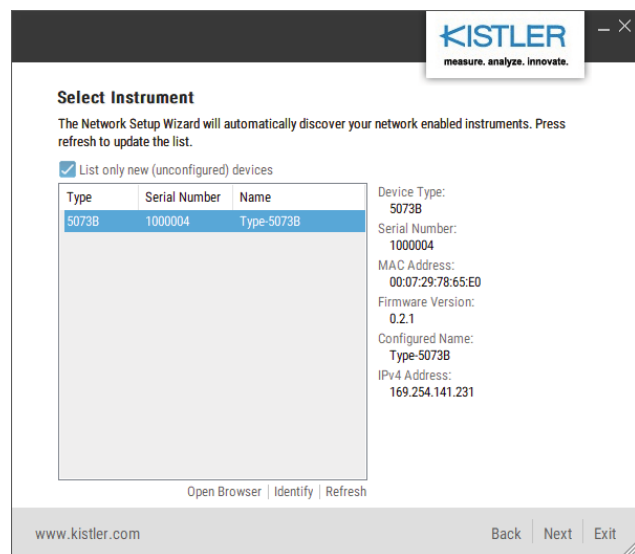 KISTLER
measure. analyze. innovate.
Select Instrument
The Network Setup Wizard will automatically discover your network enabled instruments. Press
refresh to update the list.
List only new (unconfigured) devices
Type Serial Number Name
5073B 1000004 Type-5073B
Device Type:
5073B
Serial Number:
1000004
MAC Address:
00:07:29:78:65:E0
Firmware Version:
0.2.1
Configured Name:
Type-5073B
IPv4 Address:
169.254.141.231
Open Browser | Identify | Refresh
www.kistler.com Back Next Exit